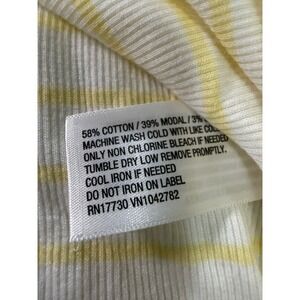 58% COTTON / 39% MODAL / 3%
MACHINE WASH COLD WITH LIKE
ONLY NON CHLORINE BLEACH IF NEEDED
TUMBLE DRY LOW REMOVE PROMPTLY.
COOL IRON IF NEEDED
DO NOT IRON ON LABEL
RN17730 VN1042782